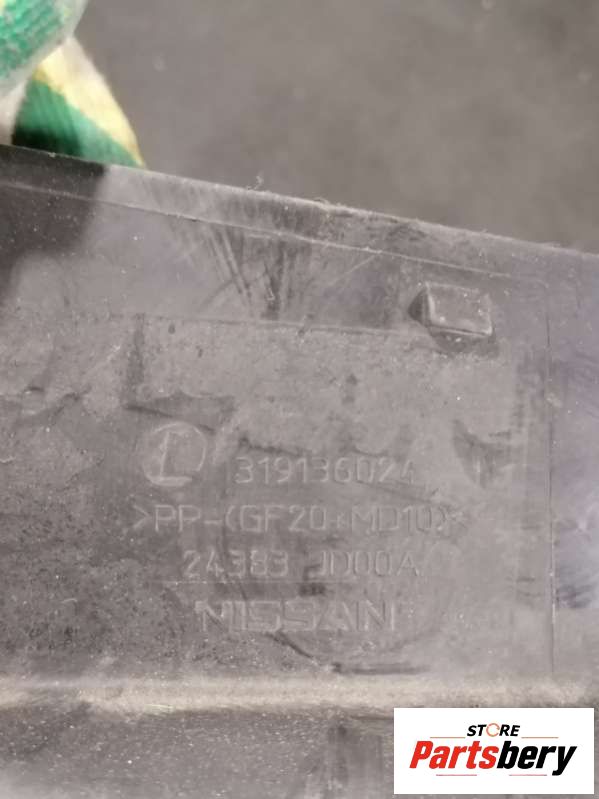 L 319136024
>PP-(GF20+MD10)<
24383 JD00A
NISSAN
STORE
Partsbery